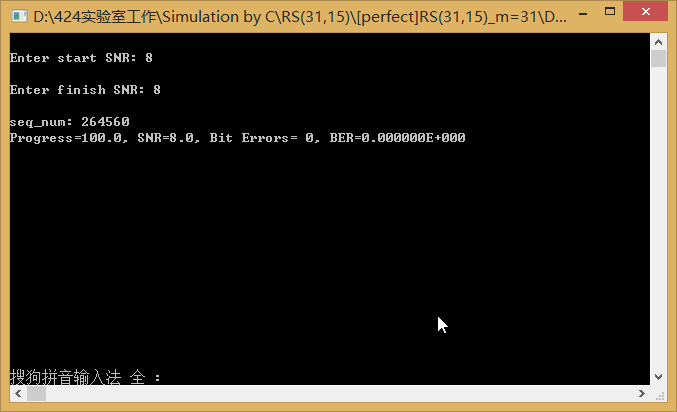 D:\424实验室工作\Simulation by C\RS(31,15)\[perfect]RS(31,15)_m=31\D...
Enter start SNR: 8
Enter finish SNR: 8
seq_num: 264560
Progress=100.0, SNR=8.0, Bit Errors= 0, BER=0.000000E+000
搜狗拼音输入法 全 :